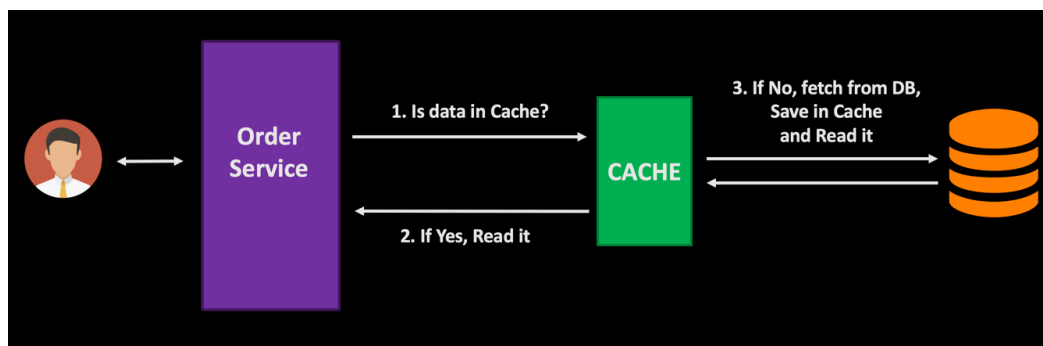 Order
Service
1. Is data in Cache?
2. If Yes, Read it
CACHE
3. If No, fetch from DB,
Save in Cache
and Read it